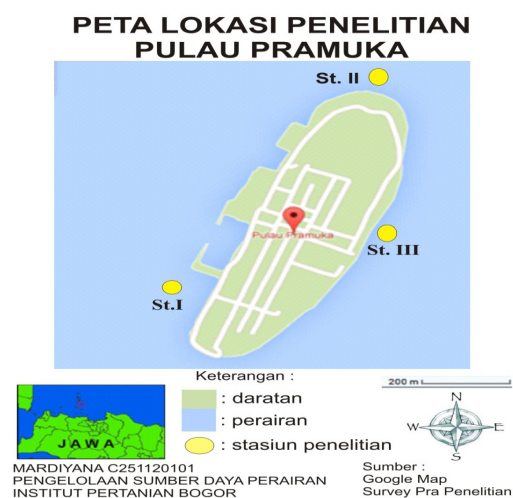 PETA LOKASI PENELITIAN
PULAU PRAMUKA
St. II
Pulau Pramuka
St. III
St.I
Keterangan :
: daratan
: perairan
: stasiun penelitian
200 m
N
W
E
S
JAWA
MARDIYANA C251120101
PENGELOLAAN SUMBER DAYA PERAIRAN
INSTITUT PERTANIAN BOGOR
Sumber :
Google Map
Survey Pra Penelitian